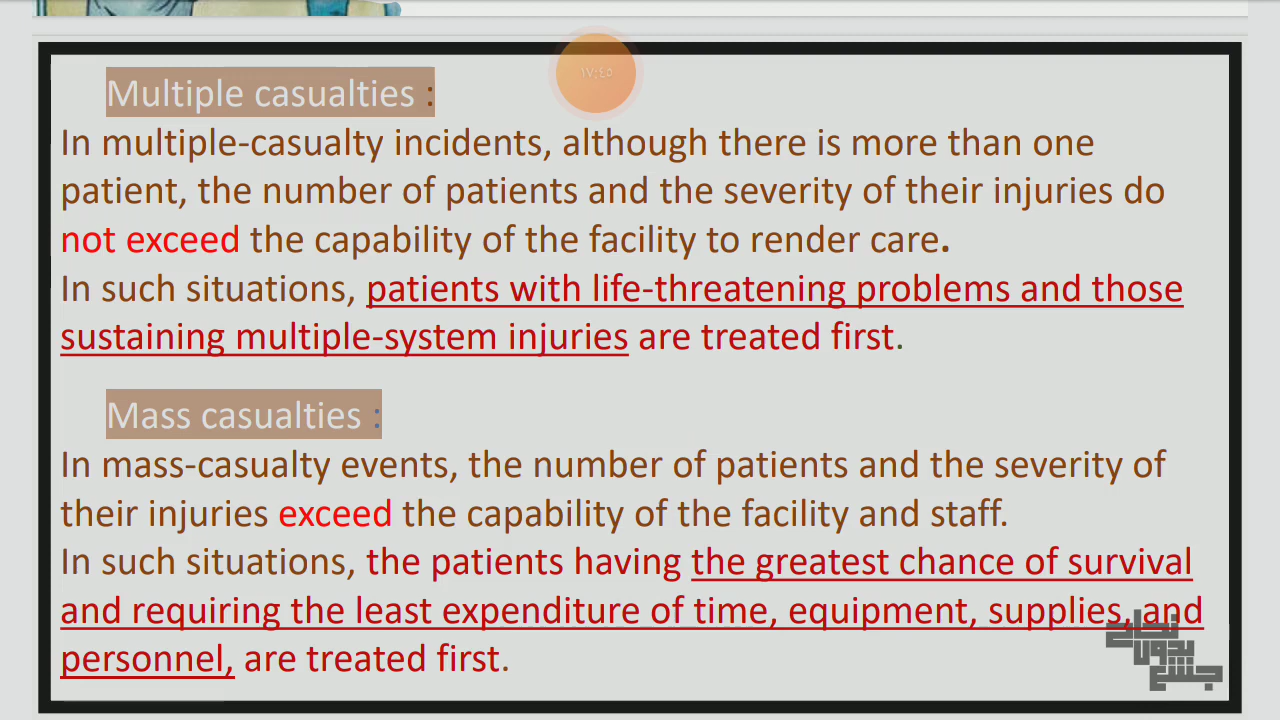 ١٧:٤٥
Multiple casualties :
In multiple-casualty incidents, although there is more than one
patient, the number of patients and the severity of their injuries do
not exceed the capability of the facility to render care.
In such situations, patients with life-threatening problems and those
sustaining multiple-system injuries are treated first.
Mass casualties :
In mass-casualty events, the number of patients and the severity of
their injuries exceed the capability of the facility and staff.
In such situations, the patients having the greatest chance of survival
and requiring the least expenditure of time, equipment, supplies, and
personnel, are treated first.